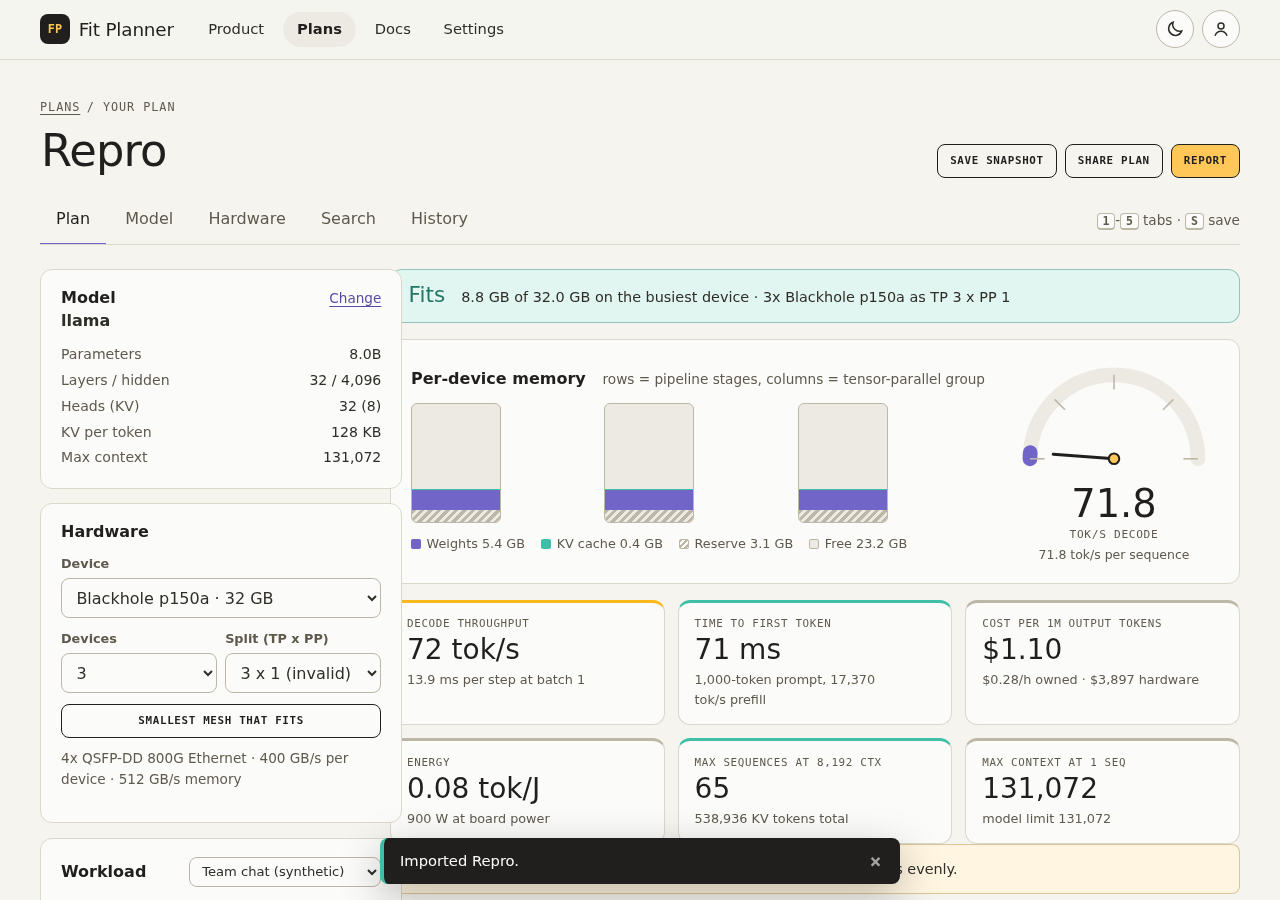 FP Fit Planner Product Plans Docs Settings
PLANS / YOUR PLAN
Repro
SAVE SNAPSHOT SHARE PLAN REPORT
Plan Model Hardware Search History
1-5 tabs · S save
Model
llama
Change
Parameters 8.0B
Layers / hidden 32 / 4,096
Heads (KV) 32 (8)
KV per token 128 KB
Max context 131,072
Hardware
Device
Blackhole p150a · 32 GB
Devices Split (TP x PP)
3 3 x 1 (invalid)
SMALLEST MESH THAT FITS
4x QSFP-DD 800G Ethernet · 400 GB/s per
device · 512 GB/s memory
Workload Team chat (synthetic)
Fits 8.8 GB of 32.0 GB on the busiest device · 3x Blackhole p150a as TP 3 x PP 1
Per-device memory rows = pipeline stages, columns = tensor-parallel group
Weights 5.4 GB KV cache 0.4 GB Reserve 3.1 GB Free 23.2 GB
71.8
TOK/S DECODE
71.8 tok/s per sequence
DECODE THROUGHPUT
72 tok/s
13.9 ms per step at batch 1
TIME TO FIRST TOKEN
71 ms
1,000-token prompt, 17,370
tok/s prefill
COST PER 1M OUTPUT TOKENS
$1.10
$0.28/h owned · $3,897 hardware
ENERGY
0.08 tok/J
900 W at board power
MAX SEQUENCES AT 8,192 CTX
65
538,936 KV tokens total
MAX CONTEXT AT 1 SEQ
131,072
model limit 131,072
evenly.
Imported Repro. ×